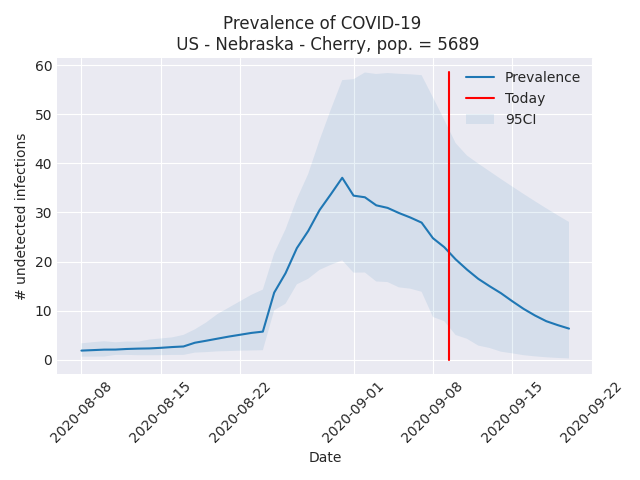 Prevalence of COVID-19
US - Nebraska - Cherry, pop. = 5689
# undetected infections
60
50
40
30
20
10
0
Prevalence
Today
95CI
2020-08-08
2020-08-15
2020-08-22
2020-09-01
2020-09-08
2020-09-15
2020-09-22
Date